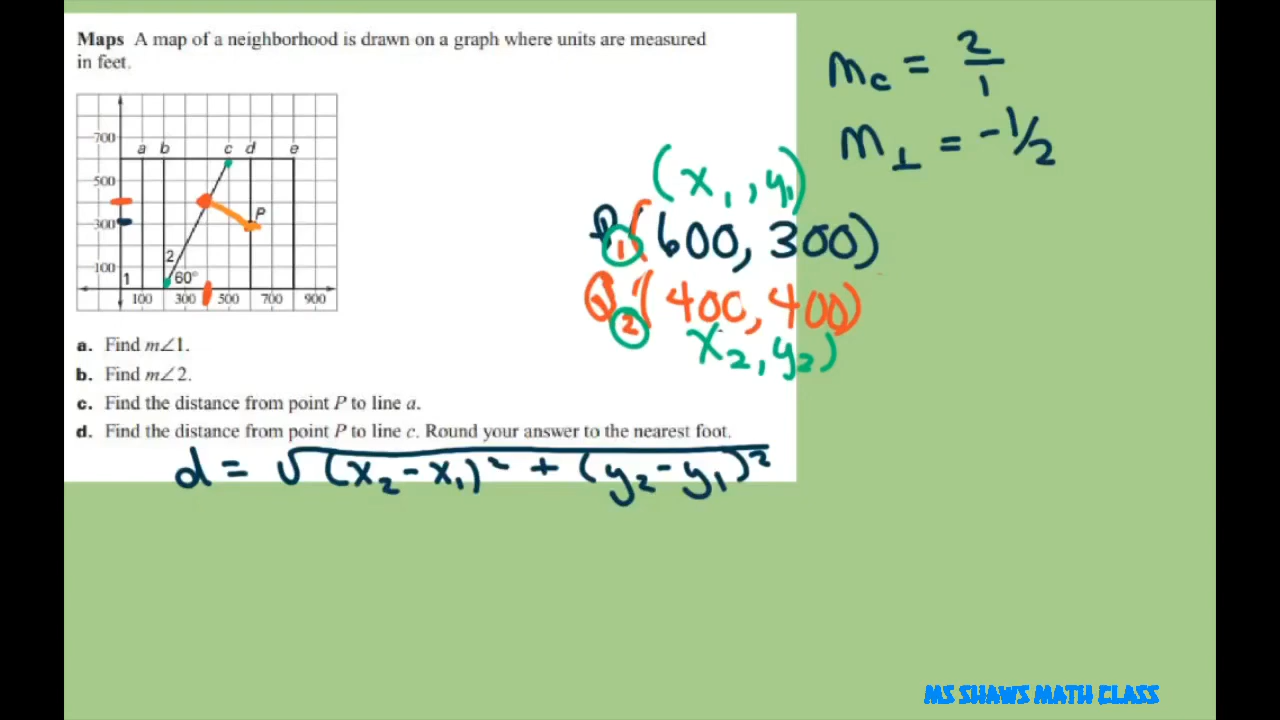 Maps A map of a neighborhood is drawn on a graph where units are measured
in feet.
700
500
300
100
a b c d e
P
2
1
60°
100 300 500 700 900
a. Find m∠1.
b. Find m∠2.
c. Find the distance from point P to line a.
d. Find the distance from point P to line c. Round your answer to the nearest foot.
d = √(x₂ - x₁)² + (y₂ - y₁)²
(x₁, y₁)
1 (600, 300)
2 (400, 400)
x₂, y₂)
m_c = 2/1
m_⊥ = -1/2
MS SHAWS MATH CLASS